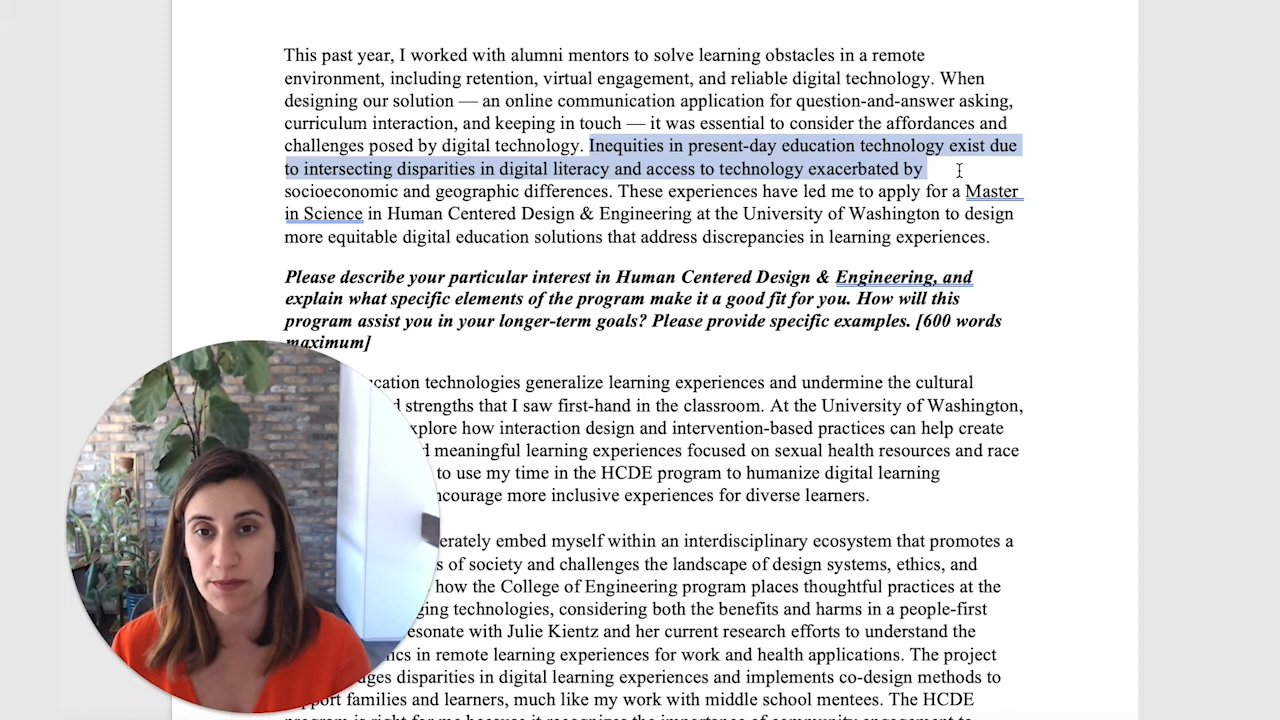 This past year, I worked with alumni mentors to solve learning obstacles in a remote
environment, including retention, virtual engagement, and reliable digital technology. When
designing our solution — an online communication application for question-and-answer asking,
curriculum interaction, and keeping in touch — it was essential to consider the affordances and
challenges posed by digital technology. Inequities in present-day education technology exist due
to intersecting disparities in digital literacy and access to technology exacerbated by
socioeconomic and geographic differences. These experiences have led me to apply for a Master
in Science in Human Centered Design & Engineering at the University of Washington to design
more equitable digital education solutions that address discrepancies in learning experiences.
Please describe your particular interest in Human Centered Design & Engineering, and
explain what specific elements of the program make it a good fit for you. How will this
program assist you in your longer-term goals? Please provide specific examples. [600 words
maximum]
technologies generalize learning experiences and undermine the cultural
strengths that I saw first-hand in the classroom. At the University of Washington,
how interaction design and intervention-based practices can help create
meaningful learning experiences focused on sexual health resources and race
to use my time in the HCDE program to humanize digital learning
more inclusive experiences for diverse learners.
embed myself within an interdisciplinary ecosystem that promotes a
of society and challenges the landscape of design systems, ethics, and
how the College of Engineering program places thoughtful practices at the
technologies, considering both the benefits and harms in a people-first
with Julie Kientz and her current research efforts to understand the
in remote learning experiences for work and health applications. The project
disparities in digital learning experiences and implements co-design methods to
support families and learners, much like my work with middle school mentees. The HCDE
program is right for me because it recognizes the importance of community engagement to